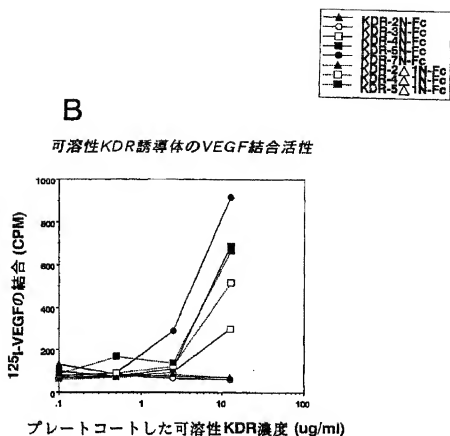 KDR-2N-Fc
KDR-3N-Fc
KDR-4N-Fc
KDR-5N-Fc
KDR-7N-Fc
KDR-2△1N-Fc
KDR-4△1N-Fc
KDR-5△1N-Fc
B
可溶性KDR誘導体のVEGF結合活性
1000
800
600
400
200
0
.1
1
10
100
125I-VEGFの結合 (CPM)
プレートコートした可溶性KDR濃度 (ug/ml)